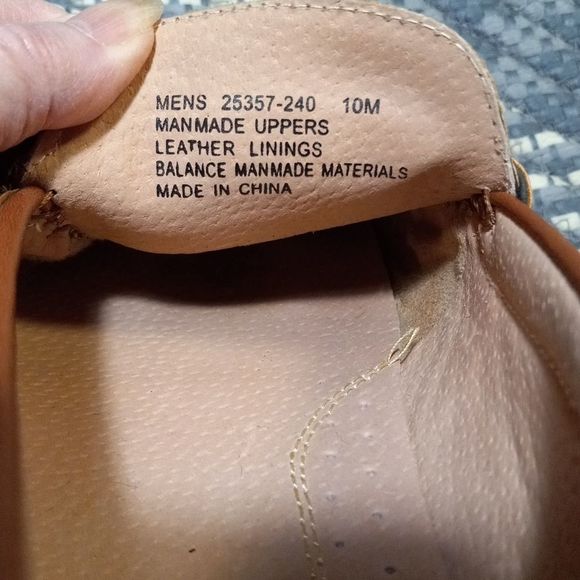 MENS 25357-240 10M
MANMADE UPPERS
LEATHER LININGS
BALANCE MANMADE MATERIALS
MADE IN CHINA